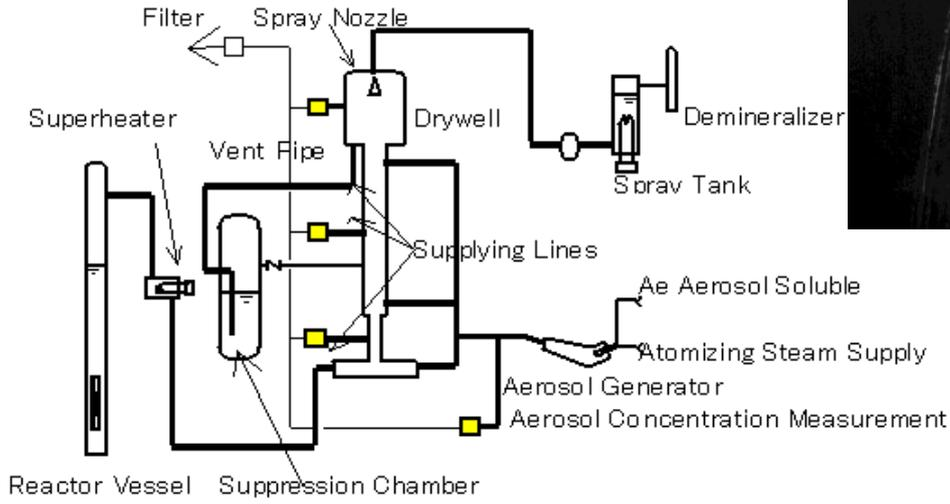 Filter
Spray Nozzle
Superheater
Drywell
Demineralizer
Vent Pipe
Spray Tank
Supplying Lines
Ae Aerosol Soluble
Atomizing Steam Supply
Aerosol Generator
Aerosol Concentration Measurement
Reactor Vessel
Suppression Chamber